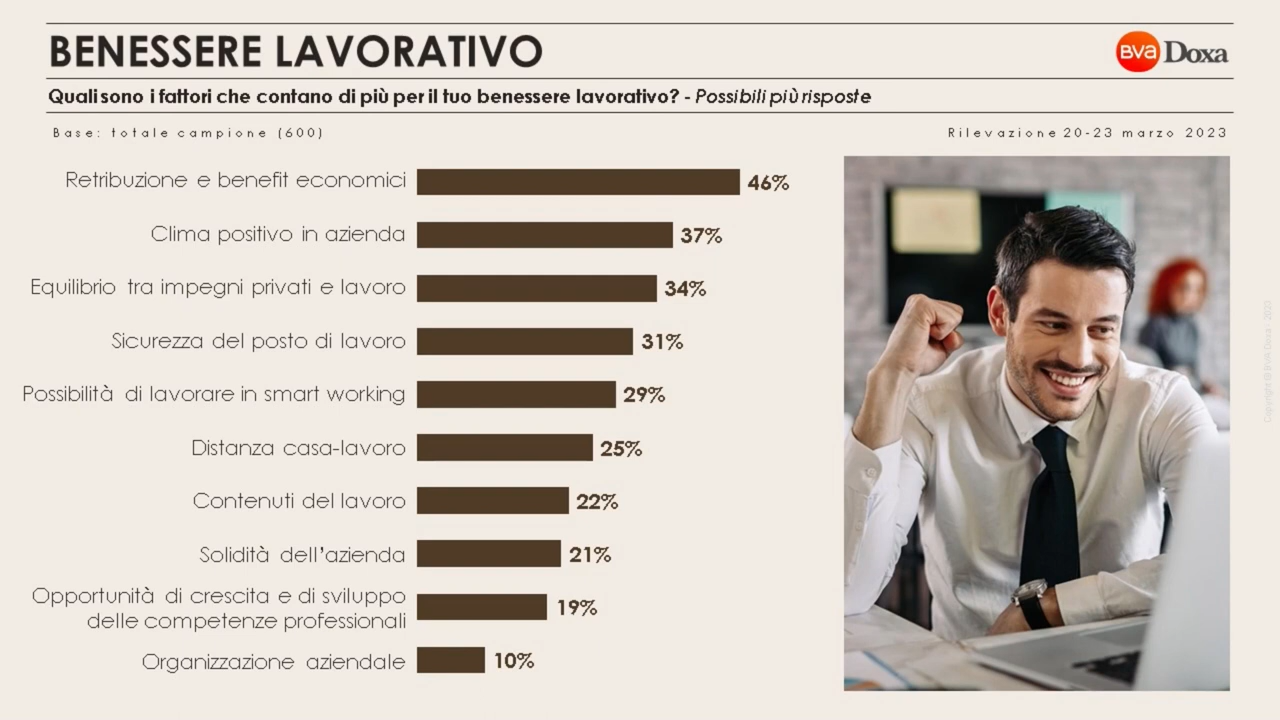 BENESSERE LAVORATIVO
BVA Doxa
Quali sono i fattori che contano di più per il tuo benessere lavorativo? - Possibili più risposte
Base: totale campione (600)
Rilevazione 20-23 marzo 2023
Retribuzione e benefit economici 46%
Clima positivo in azienda 37%
Equilibrio tra impegni privati e lavoro 34%
Sicurezza del posto di lavoro 31%
Possibilità di lavorare in smart working 29%
Distanza casa-lavoro 25%
Contenuti del lavoro 22%
Solidità dell'azienda 21%
Opportunità di crescita e di sviluppo
delle competenze professionali 19%
Organizzazione aziendale 10%
Copyright © BVA Doxa - 2023